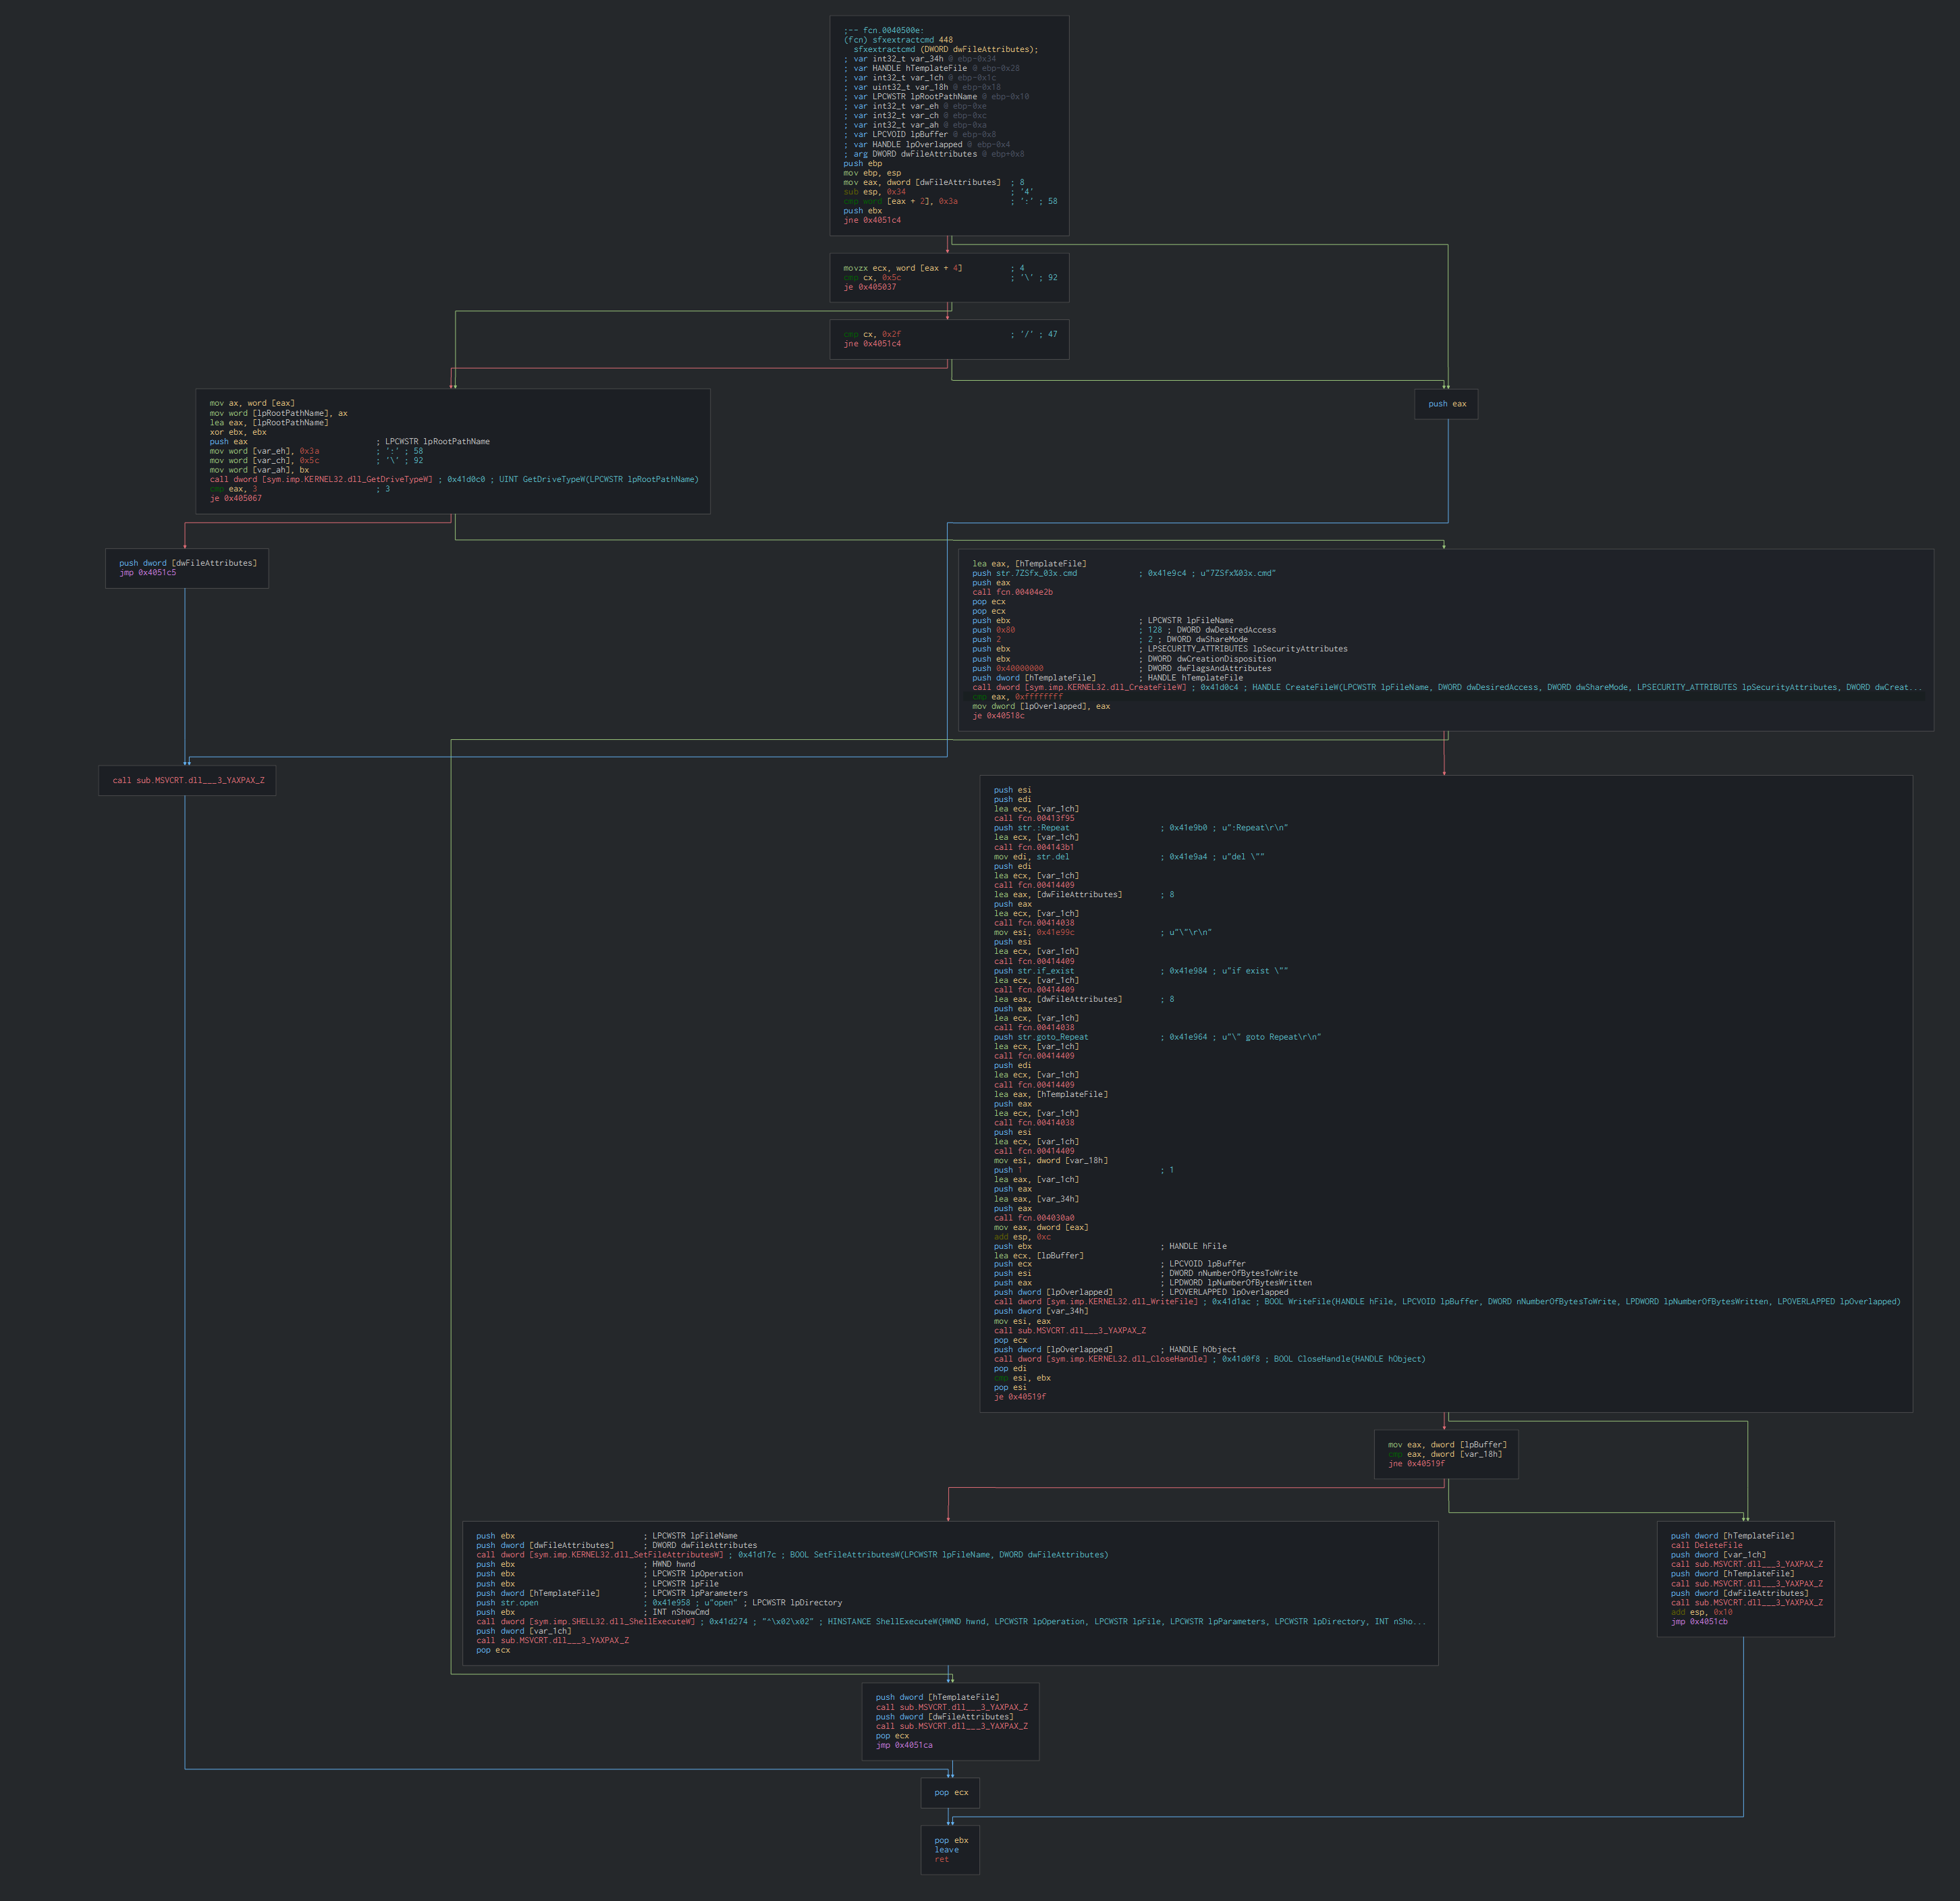 ;-- fcn.0040500e:
(fcn) sfxextractcmd 448
sfxextractcmd (DWORD dwFileAttributes);
; var int32_t var_34h @ ebp-0x34
; var HANDLE hTemplateFile @ ebp-0x28
; var int32_t var_1ch @ ebp-0x1c
; var uint32_t var_18h @ ebp-0x18
; var LPCWSTR lpRootPathName @ ebp-0x10
; var int32_t var_eh @ ebp-0xe
; var int32_t var_ch @ ebp-0xc
; var int32_t var_ah @ ebp-0xa
; var LPCVOID lpBuffer @ ebp-0x8
; var HANDLE lpOverlapped @ ebp-0x4
; arg DWORD dwFileAttributes @ ebp+0x8
push ebp
mov ebp, esp
mov eax, dword [dwFileAttributes] ; 8
sub esp, 0x34 ; '4'
cmp word [eax + 2], 0x3a ; ':' ; 58
push ebx
jne 0x4051c4
movzx ecx, word [eax + 4] ; 4
cmp cx, 0x5c ; '\' ; 92
je 0x405037
cmp cx, 0x2f ; '/' ; 47
jne 0x4051c4
mov ax, word [eax]
mov word [lpRootPathName], ax
lea eax, [lpRootPathName]
xor ebx, ebx
push eax ; LPCWSTR lpRootPathName
mov word [var_eh], 0x3a ; ':' ; 58
mov word [var_ch], 0x5c ; '\' ; 92
mov word [var_ah], bx
call dword [sym.imp.KERNEL32.dll_GetDriveTypeW] ; 0x41d0c0 ; UINT GetDriveTypeW(LPCWSTR lpRootPathName)
cmp eax, 3 ; 3
je 0x405067
push eax
push dword [dwFileAttributes]
jmp 0x4051c5
lea eax, [hTemplateFile]
push str.7ZSfx_03x.cmd ; 0x41e9c4 ; u"7ZSfx%03x.cmd"
push eax
call fcn.00404e2b
pop ecx
pop ecx
push ebx ; LPCWSTR lpFileName
push 0x80 ; 128 ; DWORD dwDesiredAccess
push 2 ; 2 ; DWORD dwShareMode
push ebx ; LPSECURITY_ATTRIBUTES lpSecurityAttributes
push ebx ; DWORD dwCreationDisposition
push 0x40000000 ; DWORD dwFlagsAndAttributes
push dword [hTemplateFile] ; HANDLE hTemplateFile
call dword [sym.imp.KERNEL32.dll_CreateFileW] ; 0x41d0c4 ; HANDLE CreateFileW(LPCWSTR lpFileName, DWORD dwDesiredAccess, DWORD dwShareMode, LPSECURITY_ATTRIBUTES lpSecurityAttributes, DWORD dwCreat...
cmp eax, 0xffffffff
mov dword [lpOverlapped], eax
je 0x40518c
call sub.MSVCRT.dll___3_YAXPAX_Z
push esi
push edi
lea ecx, [var_1ch]
call fcn.00413f95
push str.:Repeat ; 0x41e9b0 ; u":Repeat\r\n"
lea ecx, [var_1ch]
call fcn.004143b1
mov edi, str.del ; 0x41e9a4 ; u"del \""
push edi
lea ecx, [var_1ch]
call fcn.00414409
lea eax, [dwFileAttributes] ; 8
push eax
lea ecx, [var_1ch]
call fcn.00414038
mov esi, 0x41e99c ; u"\"\r\n"
push esi
lea ecx, [var_1ch]
call fcn.00414409
push str.if_exist ; 0x41e984 ; u"if exist \""
lea ecx, [var_1ch]
call fcn.00414409
lea eax, [dwFileAttributes] ; 8
push eax
lea ecx, [var_1ch]
call fcn.00414038
push str.goto_Repeat ; 0x41e964 ; u"\" goto Repeat\r\n"
lea ecx, [var_1ch]
call fcn.00414409
push edi
lea ecx, [var_1ch]
call fcn.00414409
lea eax, [hTemplateFile]
push eax
lea ecx, [var_1ch]
call fcn.00414038
push esi
lea ecx, [var_1ch]
call fcn.00414409
mov esi, dword [var_18h]
push 1 ; 1
lea eax, [var_1ch]
push eax
lea eax, [var_34h]
push eax
call fcn.004030a0
mov eax, dword [eax]
add esp, 0xc
push ebx ; HANDLE hFile
lea ecx, [lpBuffer]
push ecx ; LPCVOID lpBuffer
push esi ; DWORD nNumberOfBytesToWrite
push eax ; LPDWORD lpNumberOfBytesWritten
push dword [lpOverlapped] ; LPOVERLAPPED lpOverlapped
call dword [sym.imp.KERNEL32.dll_WriteFile] ; 0x41d1ac ; BOOL WriteFile(HANDLE hFile, LPCVOID lpBuffer, DWORD nNumberOfBytesToWrite, LPDWORD lpNumberOfBytesWritten, LPOVERLAPPED lpOverlapped)
push dword [var_34h]
mov esi, eax
call sub.MSVCRT.dll___3_YAXPAX_Z
pop ecx
push dword [lpOverlapped] ; HANDLE hObject
call dword [sym.imp.KERNEL32.dll_CloseHandle] ; 0x41d0f8 ; BOOL CloseHandle(HANDLE hObject)
pop edi
cmp esi, ebx
pop esi
je 0x40519f
mov eax, dword [lpBuffer]
cmp eax, dword [var_18h]
jne 0x40519f
push ebx ; LPCWSTR lpFileName
push dword [dwFileAttributes] ; DWORD dwFileAttributes
call dword [sym.imp.KERNEL32.dll_SetFileAttributesW] ; 0x41d17c ; BOOL SetFileAttributesW(LPCWSTR lpFileName, DWORD dwFileAttributes)
push ebx ; HWND hwnd
push ebx ; LPCWSTR lpOperation
push ebx ; LPCWSTR lpFile
push dword [hTemplateFile] ; LPCWSTR lpParameters
push str.open ; 0x41e958 ; u"open" ; LPCWSTR lpDirectory
push ebx ; INT nShowCmd
call dword [sym.imp.SHELL32.dll_ShellExecuteW] ; 0x41d274 ; "^\x02\x02" ; HINSTANCE ShellExecuteW(HWND hwnd, LPCWSTR lpOperation, LPCWSTR lpFile, LPCWSTR lpParameters, LPCWSTR lpDirectory, INT nSho...
push dword [var_1ch]
call sub.MSVCRT.dll___3_YAXPAX_Z
pop ecx
push dword [hTemplateFile]
call DeleteFile
push dword [var_1ch]
call sub.MSVCRT.dll___3_YAXPAX_Z
push dword [hTemplateFile]
call sub.MSVCRT.dll___3_YAXPAX_Z
push dword [dwFileAttributes]
call sub.MSVCRT.dll___3_YAXPAX_Z
add esp, 0x10
jmp 0x4051cb
push dword [hTemplateFile]
call sub.MSVCRT.dll___3_YAXPAX_Z
push dword [dwFileAttributes]
call sub.MSVCRT.dll___3_YAXPAX_Z
pop ecx
jmp 0x4051ca
pop ecx
pop ebx
leave
ret